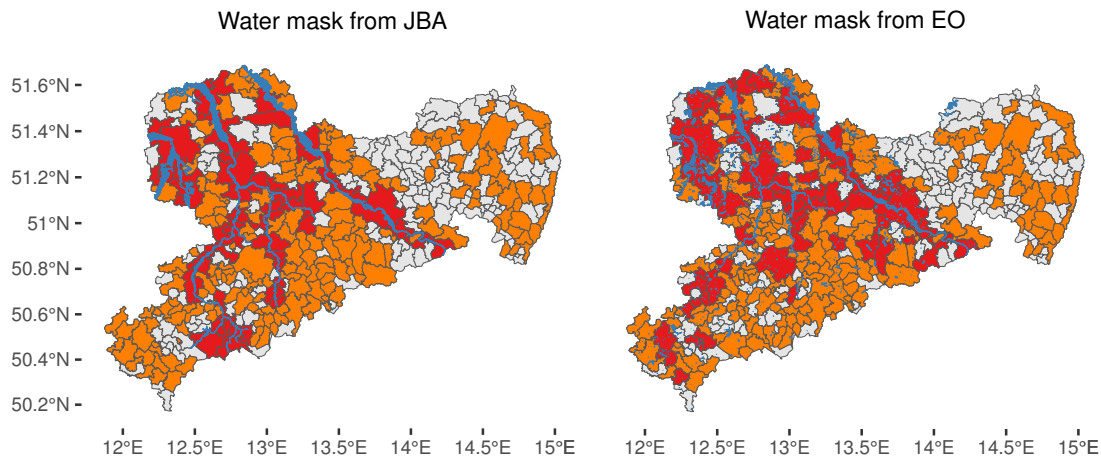 Water mask from JBA
Water mask from EO
51.6°N
51.4°N
51.2°N
51°N
50.8°N
50.6°N
50.4°N
50.2°N
12°E 12.5°E 13°E 13.5°E 14°E 14.5°E 15°E
12°E 12.5°E 13°E 13.5°E 14°E 14.5°E 15°E